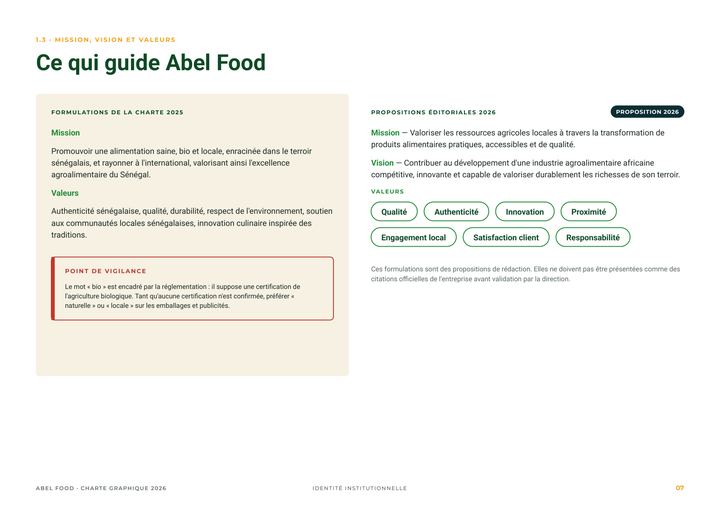 1.3 - MISSION, VISION ET VALEURS
Ce qui guide Abel Food
FORMULATIONS DE LA CHARTE 2025
Mission
Promouvoir une alimentation saine, bio et locale, enracinée dans le terroir
sénégalais, et rayonner à l'international, valorisant ainsi l'excellence
agroalimentaire du Sénégal.
Valeurs
Authenticité sénégalaise, qualité, durabilité, respect de l'environnement, soutien
aux communautés locales sénégalaises, innovation culinaire inspirée des
traditions.
POINT DE VIGILANCE
Le mot « bio » est encadré par la réglementation : il suppose une certification de
l'agriculture biologique. Tant qu'aucune certification n'est confirmée, préférer «
naturelle » ou « locale » sur les emballages et publicités.
PROPOSITIONS ÉDITORIALES 2026
PROPOSITION 2026
Mission — Valoriser les ressources agricoles locales à travers la transformation de
produits alimentaires pratiques, accessibles et de qualité.
Vision — Contribuer au développement d'une industrie agroalimentaire africaine
compétitive, innovante et capable de valoriser durablement les richesses de son terroir.
VALEURS
Qualité Authenticité Innovation Proximité
Engagement local Satisfaction client Responsabilité
Ces formulations sont des propositions de rédaction. Elles ne doivent pas être présentées comme des
citations officielles de l'entreprise avant validation par la direction.
ABEL FOOD - CHARTE GRAPHIQUE 2026
IDENTITÉ INSTITUTIONNELLE
07